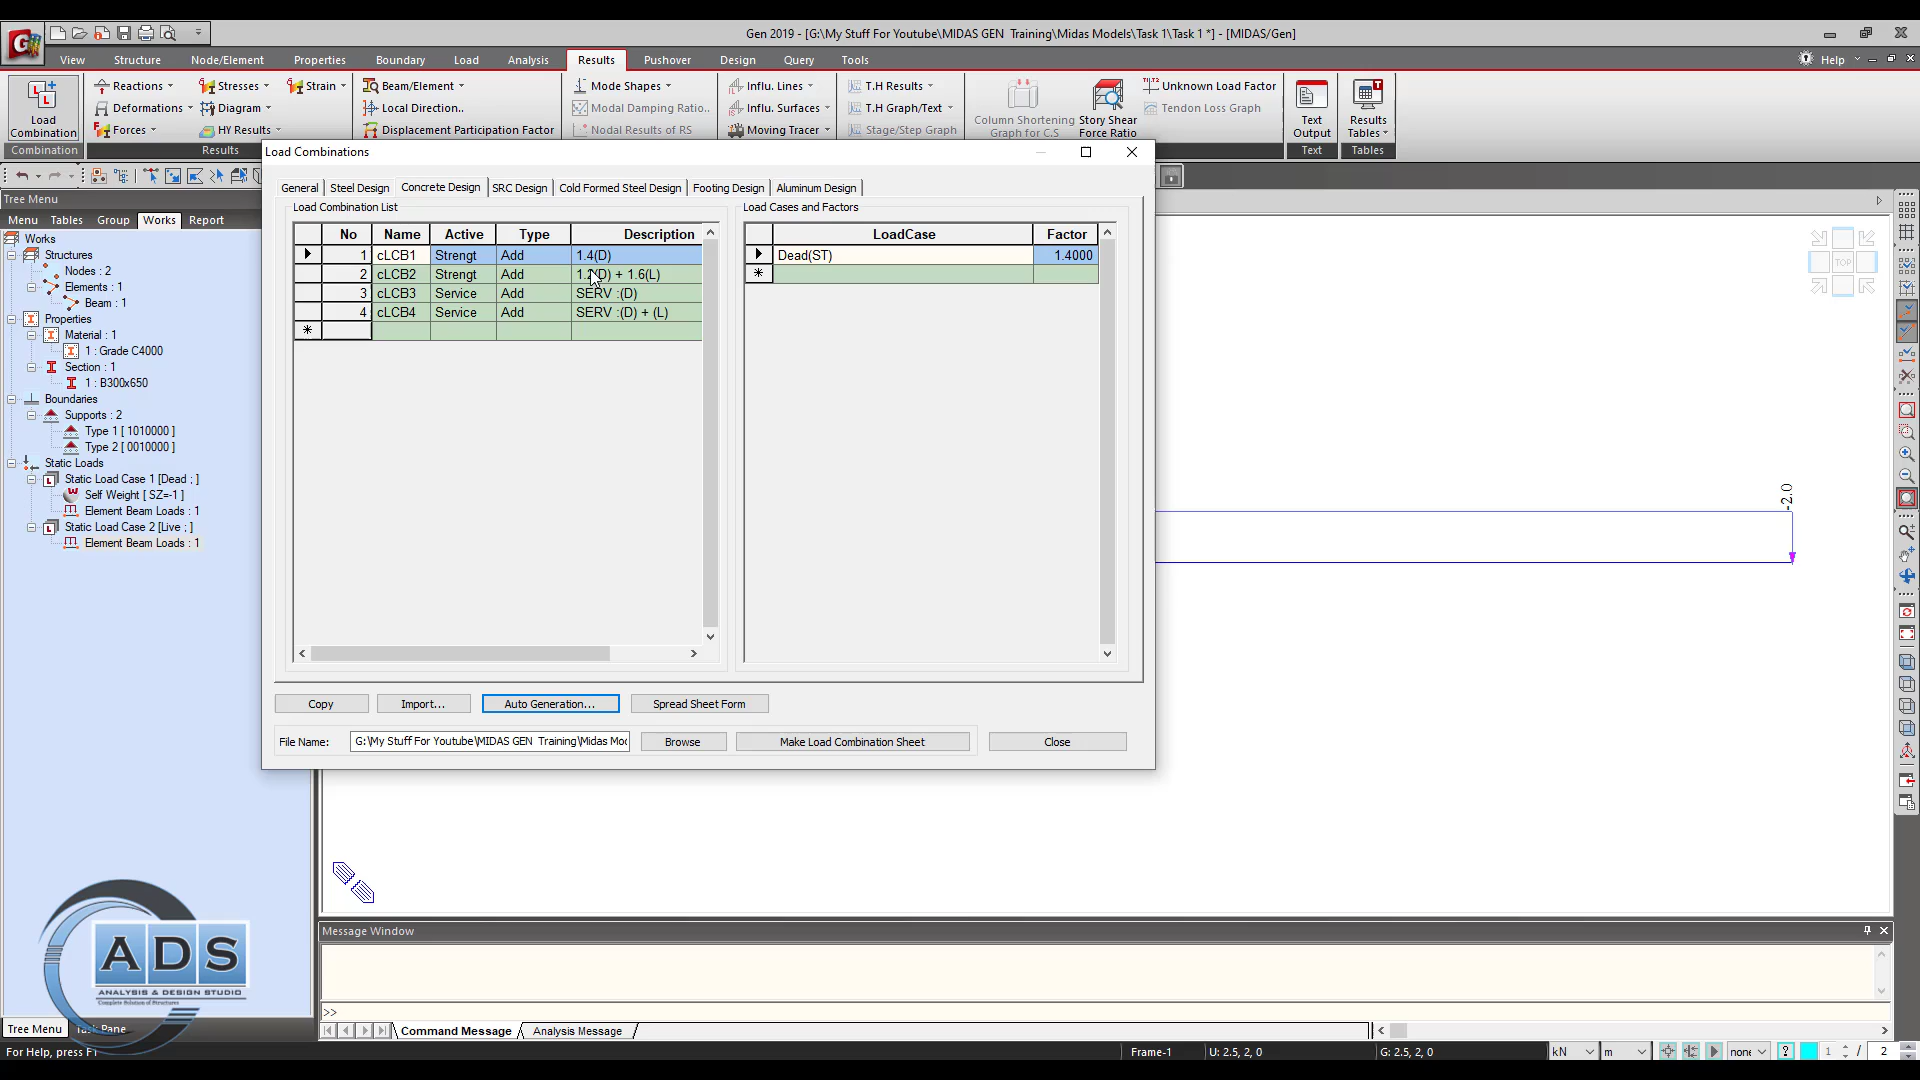 Gen 2019 - [G:\My Stuff For Youtube\MIDAS GEN  Training\Midas Models\Task 1\Task 1 *] - [MIDAS/Gen]
View Structure Node/Element Properties Boundary Load Analysis Results Pushover Design Query Tools Help
Reactions Stresses Strain Beam/Element Mode Shapes Influ. Lines T.H Results Unknown Load Factor
Deformations Diagram Local Direction.. Modal Damping Ratio.. Influ. Surfaces T.H Graph/Text Tendon Loss Graph
Forces HY Results Displacement Participation Factor Nodal Results of RS Moving Tracer Stage/Step Graph
Load Combination
Column Shortening Graph for C.S
Story Shear Force Ratio
Text Output
Results Tables
Combination Results Text Tables
Load Combinations
General Steel Design Concrete Design SRC Design Cold Formed Steel Design Footing Design Aluminum Design
Load Combination List
No Name Active Type Description
1 cLCB1 Strengt Add 1.4(D)
2 cLCB2 Strengt Add 1.2(D) + 1.6(L)
3 cLCB3 Service Add SERV :(D)
4 cLCB4 Service Add SERV :(D) + (L)
Load Cases and Factors
LoadCase Factor
Dead(ST) 1.4000
Copy Import... Auto Generation... Spread Sheet Form
File Name: G:\My Stuff For Youtube\MIDAS GEN  Training\Midas Mod Browse Make Load Combination Sheet Close
Tree Menu
Menu Tables Group Works Report
Works
Structures
Nodes : 2
Elements : 1
Beam : 1
Properties
Material : 1
1 : Grade C4000
Section : 1
1 : B300x650
Boundaries
Supports : 2
Type 1 [ 1010000 ]
Type 2 [ 0010000 ]
Static Loads
Static Load Case 1 [Dead ; ]
Self Weight [ SZ=-1 ]
Element Beam Loads : 1
Static Load Case 2 [Live ; ]
Element Beam Loads : 1
TOP
-2.0
ADS
ANALYSIS & DESIGN STUDIO
Complete Solution of Structures
Message Window
>>
Command Message Analysis Message
Tree Menu Task Pane
For Help, press F1
Frame-1 U: 2.5, 2, 0 G: 2.5, 2, 0 kN m none ? 1 / 2